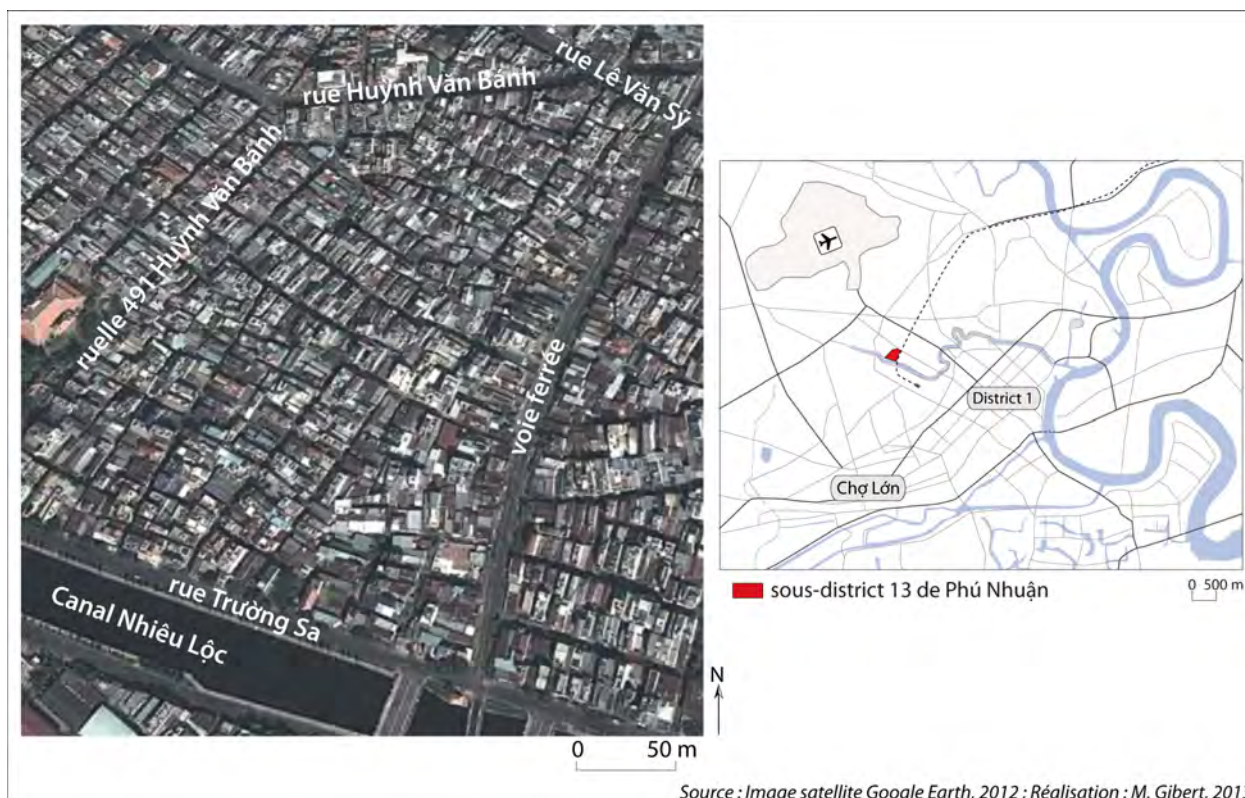 rue Lê Văn Sỹ
rue Huỳnh Văn Bánh
ruelle 491 Huỳnh Văn Bánh
voie ferrée
rue Trường Sa
Canal Nhiêu Lộc
0 50 m
N
District 1
Chợ Lớn
sous-district 13 de Phú Nhuận
0 500 m
Source : Image satellite Google Earth, 2012 ; Réalisation : M. Gibert, 201